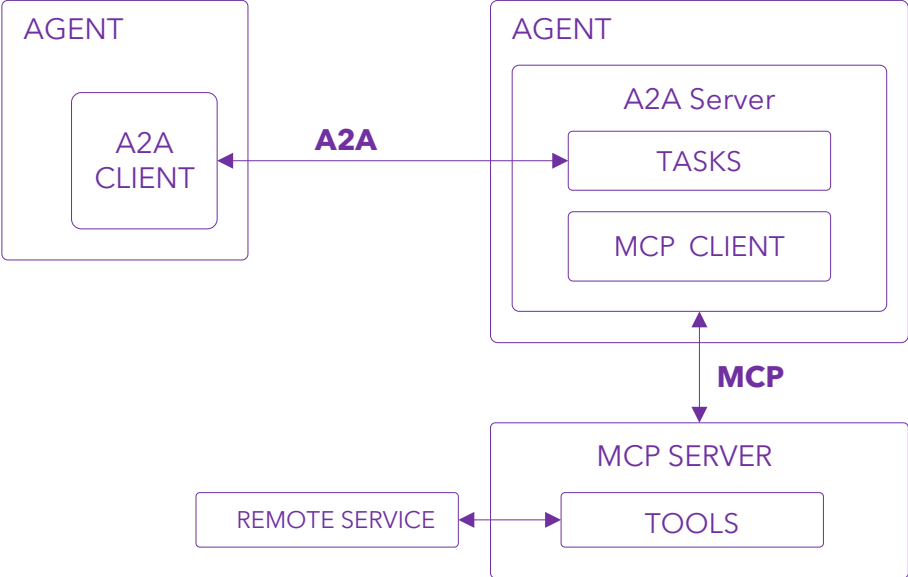 AGENT
A2A
CLIENT
A2A
AGENT
A2A Server
TASKS
MCP CLIENT
MCP
MCP SERVER
REMOTE SERVICE
TOOLS